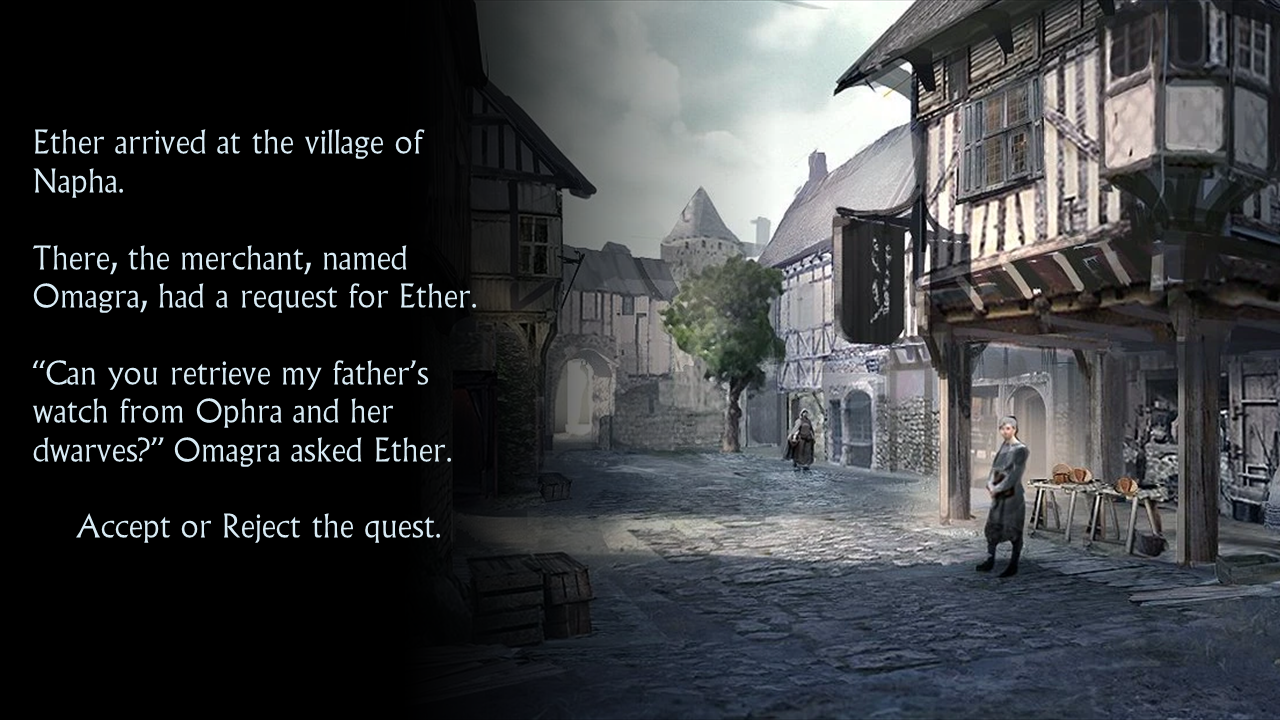 Ether arrived at the village of
Napha.
There, the merchant, named
Omagra, had a request for Ether.
“Can you retrieve my father’s
watch from Ophra and her
dwarves?” Omagra asked Ether.
Accept or Reject the quest.